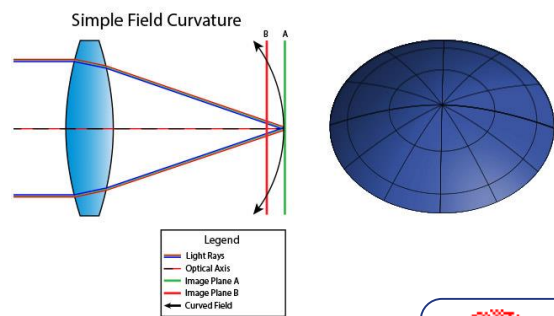 Simple Field Curvature
B A
Legend
Light Rays
Optical Axis
Image Plane A
Image Plane B
Curved Field